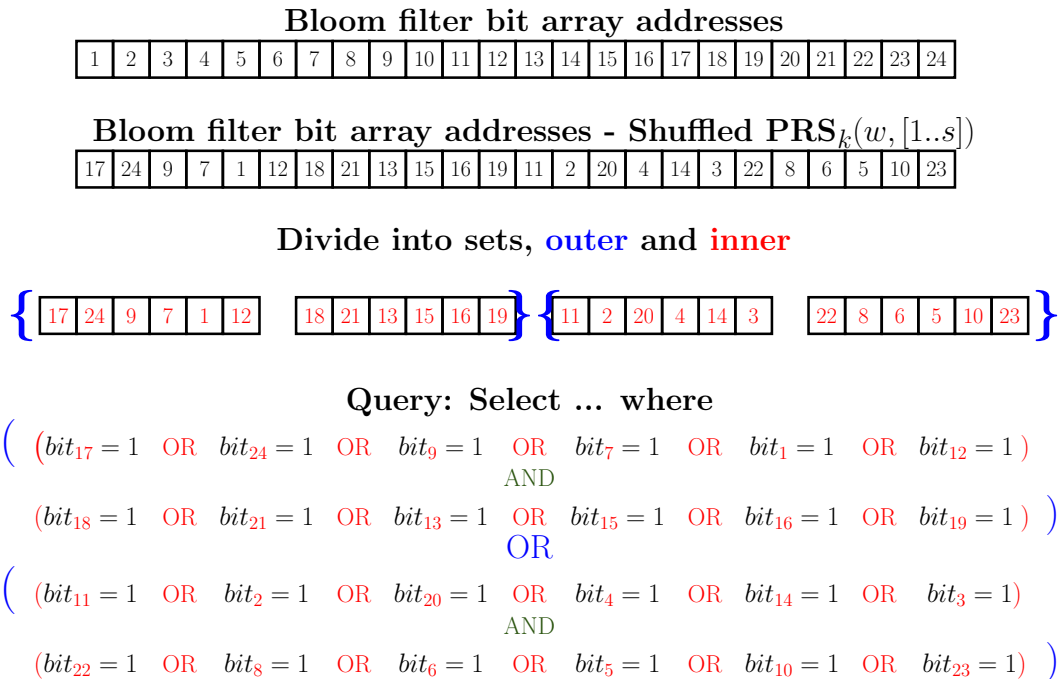 Bloom filter bit array addresses
1 2 3 4 5 6 7 8 9 10 11 12 13 14 15 16 17 18 19 20 21 22 23 24
Bloom filter bit array addresses - Shuffled PRS_k(w, [1..s])
17 24 9 7 1 12 18 21 13 15 16 19 11 2 20 4 14 3 22 8 6 5 10 23
Divide into sets, outer and inner
{ 17 24 9 7 1 12 18 21 13 15 16 19 } { 11 2 20 4 14 3 22 8 6 5 10 23 }
Query: Select ... where
( (bit_17 = 1 OR bit_24 = 1 OR bit_9 = 1 OR bit_7 = 1 OR bit_1 = 1 OR bit_12 = 1 )
AND
(bit_18 = 1 OR bit_21 = 1 OR bit_13 = 1 OR bit_15 = 1 OR bit_16 = 1 OR bit_19 = 1 ) )
OR
( (bit_11 = 1 OR bit_2 = 1 OR bit_20 = 1 OR bit_4 = 1 OR bit_14 = 1 OR bit_3 = 1)
AND
(bit_22 = 1 OR bit_8 = 1 OR bit_6 = 1 OR bit_5 = 1 OR bit_10 = 1 OR bit_23 = 1) )